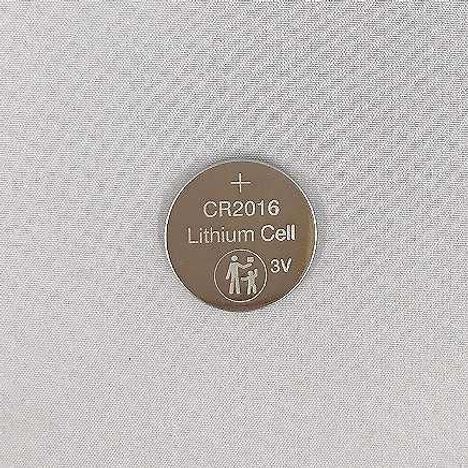 +
CR2016
Lithium Cell
3V